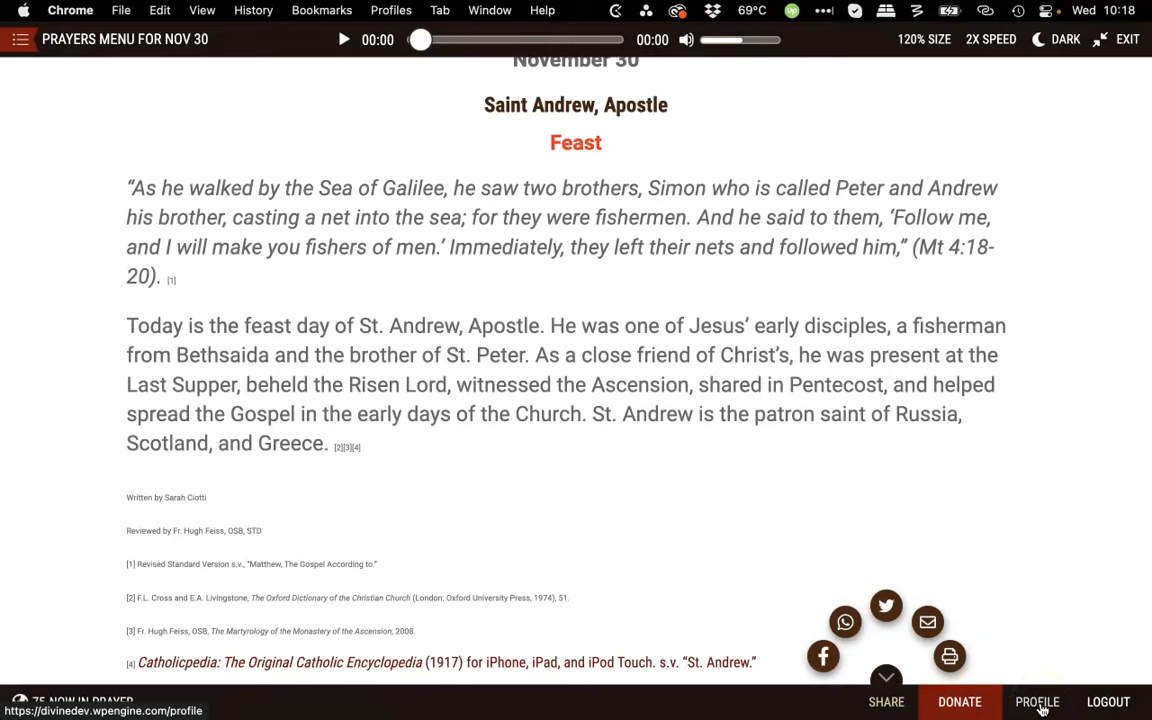 Chrome File Edit View History Bookmarks Profiles Tab Window Help 69°C Up Wed 10:18
PRAYERS MENU FOR NOV 30 00:00 00:00 120% SIZE 2X SPEED DARK EXIT
November 30
Saint Andrew, Apostle
Feast
“As he walked by the Sea of Galilee, he saw two brothers, Simon who is called Peter and Andrew
his brother, casting a net into the sea; for they were fishermen. And he said to them, ‘Follow me,
and I will make you fishers of men.’ Immediately, they left their nets and followed him,” (Mt 4:18-
20). [1]
Today is the feast day of St. Andrew, Apostle. He was one of Jesus’ early disciples, a fisherman
from Bethsaida and the brother of St. Peter. As a close friend of Christ’s, he was present at the
Last Supper, beheld the Risen Lord, witnessed the Ascension, shared in Pentecost, and helped
spread the Gospel in the early days of the Church. St. Andrew is the patron saint of Russia,
Scotland, and Greece. [2][3][4]
Written by Sarah Ciotti
Reviewed by Fr. Hugh Feiss, OSB, STD
[1] Revised Standard Version s.v., “Matthew, The Gospel According to.”
[2] F.L. Cross and E.A. Livingstone, The Oxford Dictionary of the Christian Church (London: Oxford University Press, 1974), 51.
[3] Fr. Hugh Feiss, OSB, The Martyrology of the Monastery of the Ascension, 2008.
[4] Catholicpedia: The Original Catholic Encyclopedia (1917) for iPhone, iPad, and iPod Touch. s.v. “St. Andrew.”
75 NOW IN PRAYER SHARE DONATE PROFILE LOGOUT
https://divinedev.wpengine.com/profile